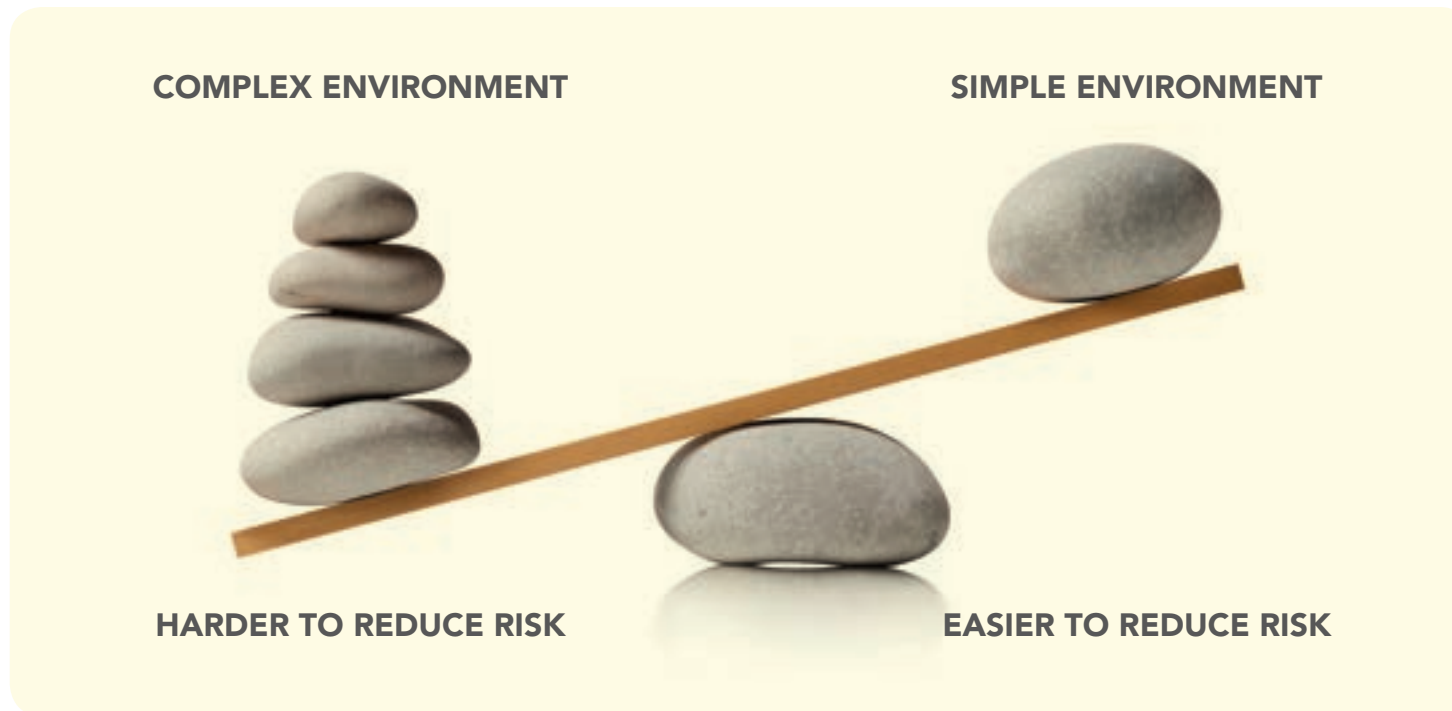 COMPLEX ENVIRONMENT
SIMPLE ENVIRONMENT
HARDER TO REDUCE RISK
EASIER TO REDUCE RISK